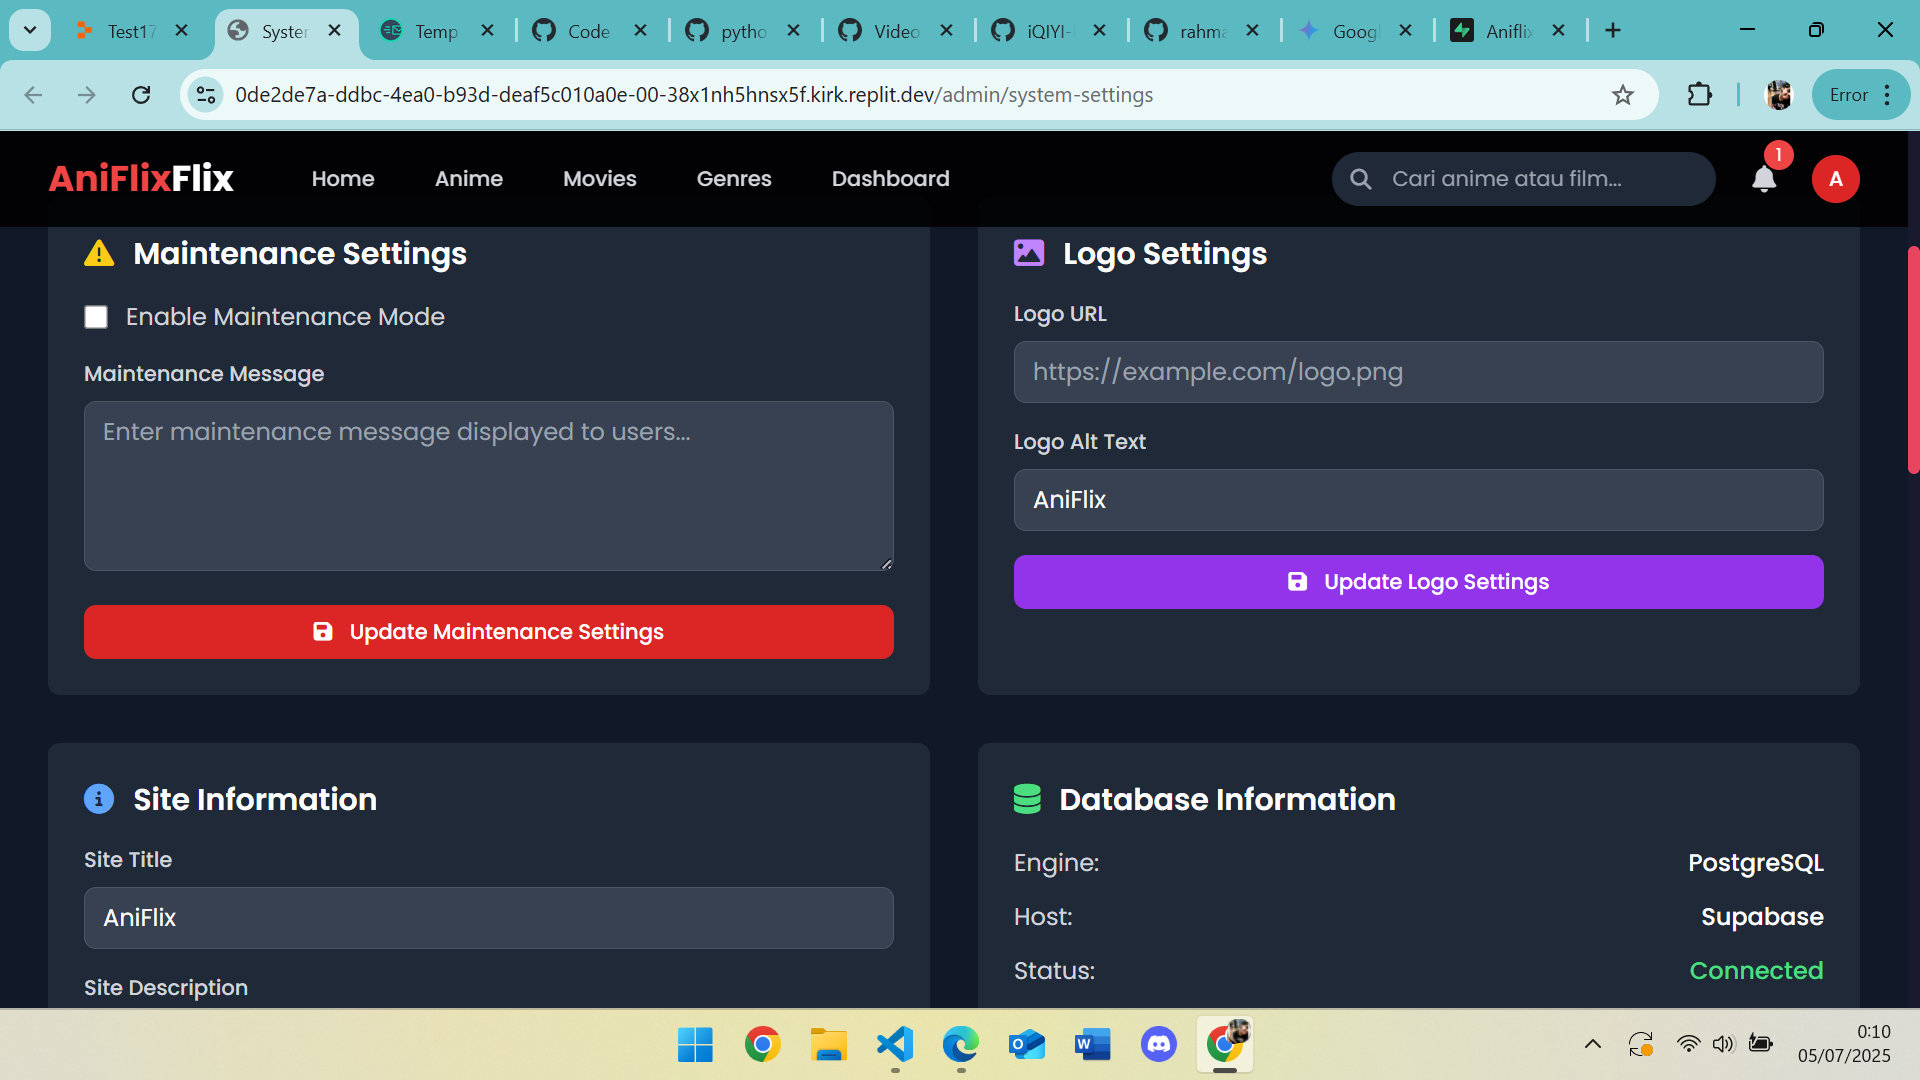 Test17
System
Temp
Code
pytho
Video
iQIYI-
rahma
Googl
Aniflix
0de2de7a-ddbc-4ea0-b93d-deaf5c010a0e-00-38x1nh5hnsx5f.kirk.replit.dev/admin/system-settings
Error
AniFlixFlix
Home
Anime
Movies
Genres
Dashboard
Cari anime atau film...
1
A
Maintenance Settings
Enable Maintenance Mode
Maintenance Message
Enter maintenance message displayed to users...
Update Maintenance Settings
Logo Settings
Logo URL
https://example.com/logo.png
Logo Alt Text
AniFlix
Update Logo Settings
Site Information
Site Title
AniFlix
Site Description
Database Information
Engine: PostgreSQL
Host: Supabase
Status: Connected
0:10
05/07/2025